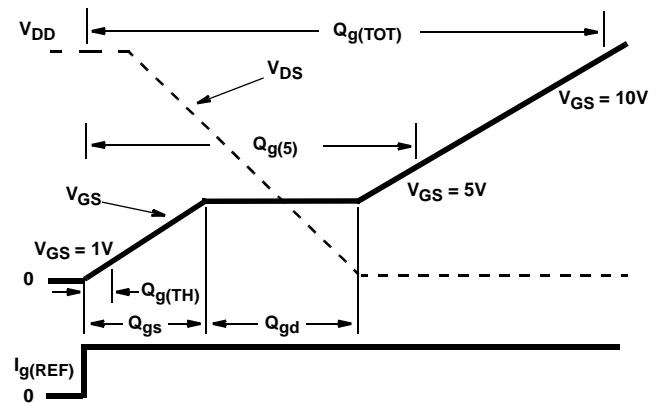 V_DD
Q_g(TOT)
V_DS
V_GS = 10V
Q_g(5)
V_GS
V_GS = 5V
V_GS = 1V
0
Q_g(TH)
Q_gs
Q_gd
I_g(REF)
0